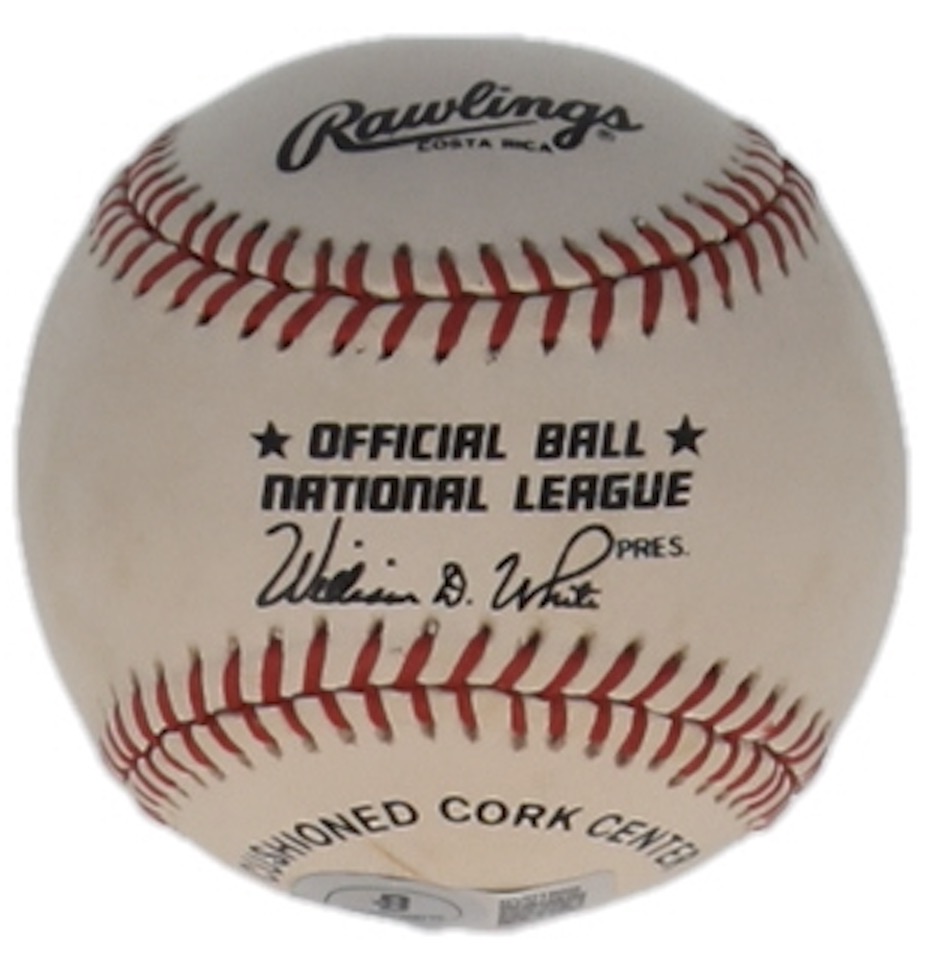 Rawlings®
COSTA RICA
★ OFFICIAL BALL ★
NATIONAL LEAGUE
William D. White PRES.
CUSHIONED CORK CENTER